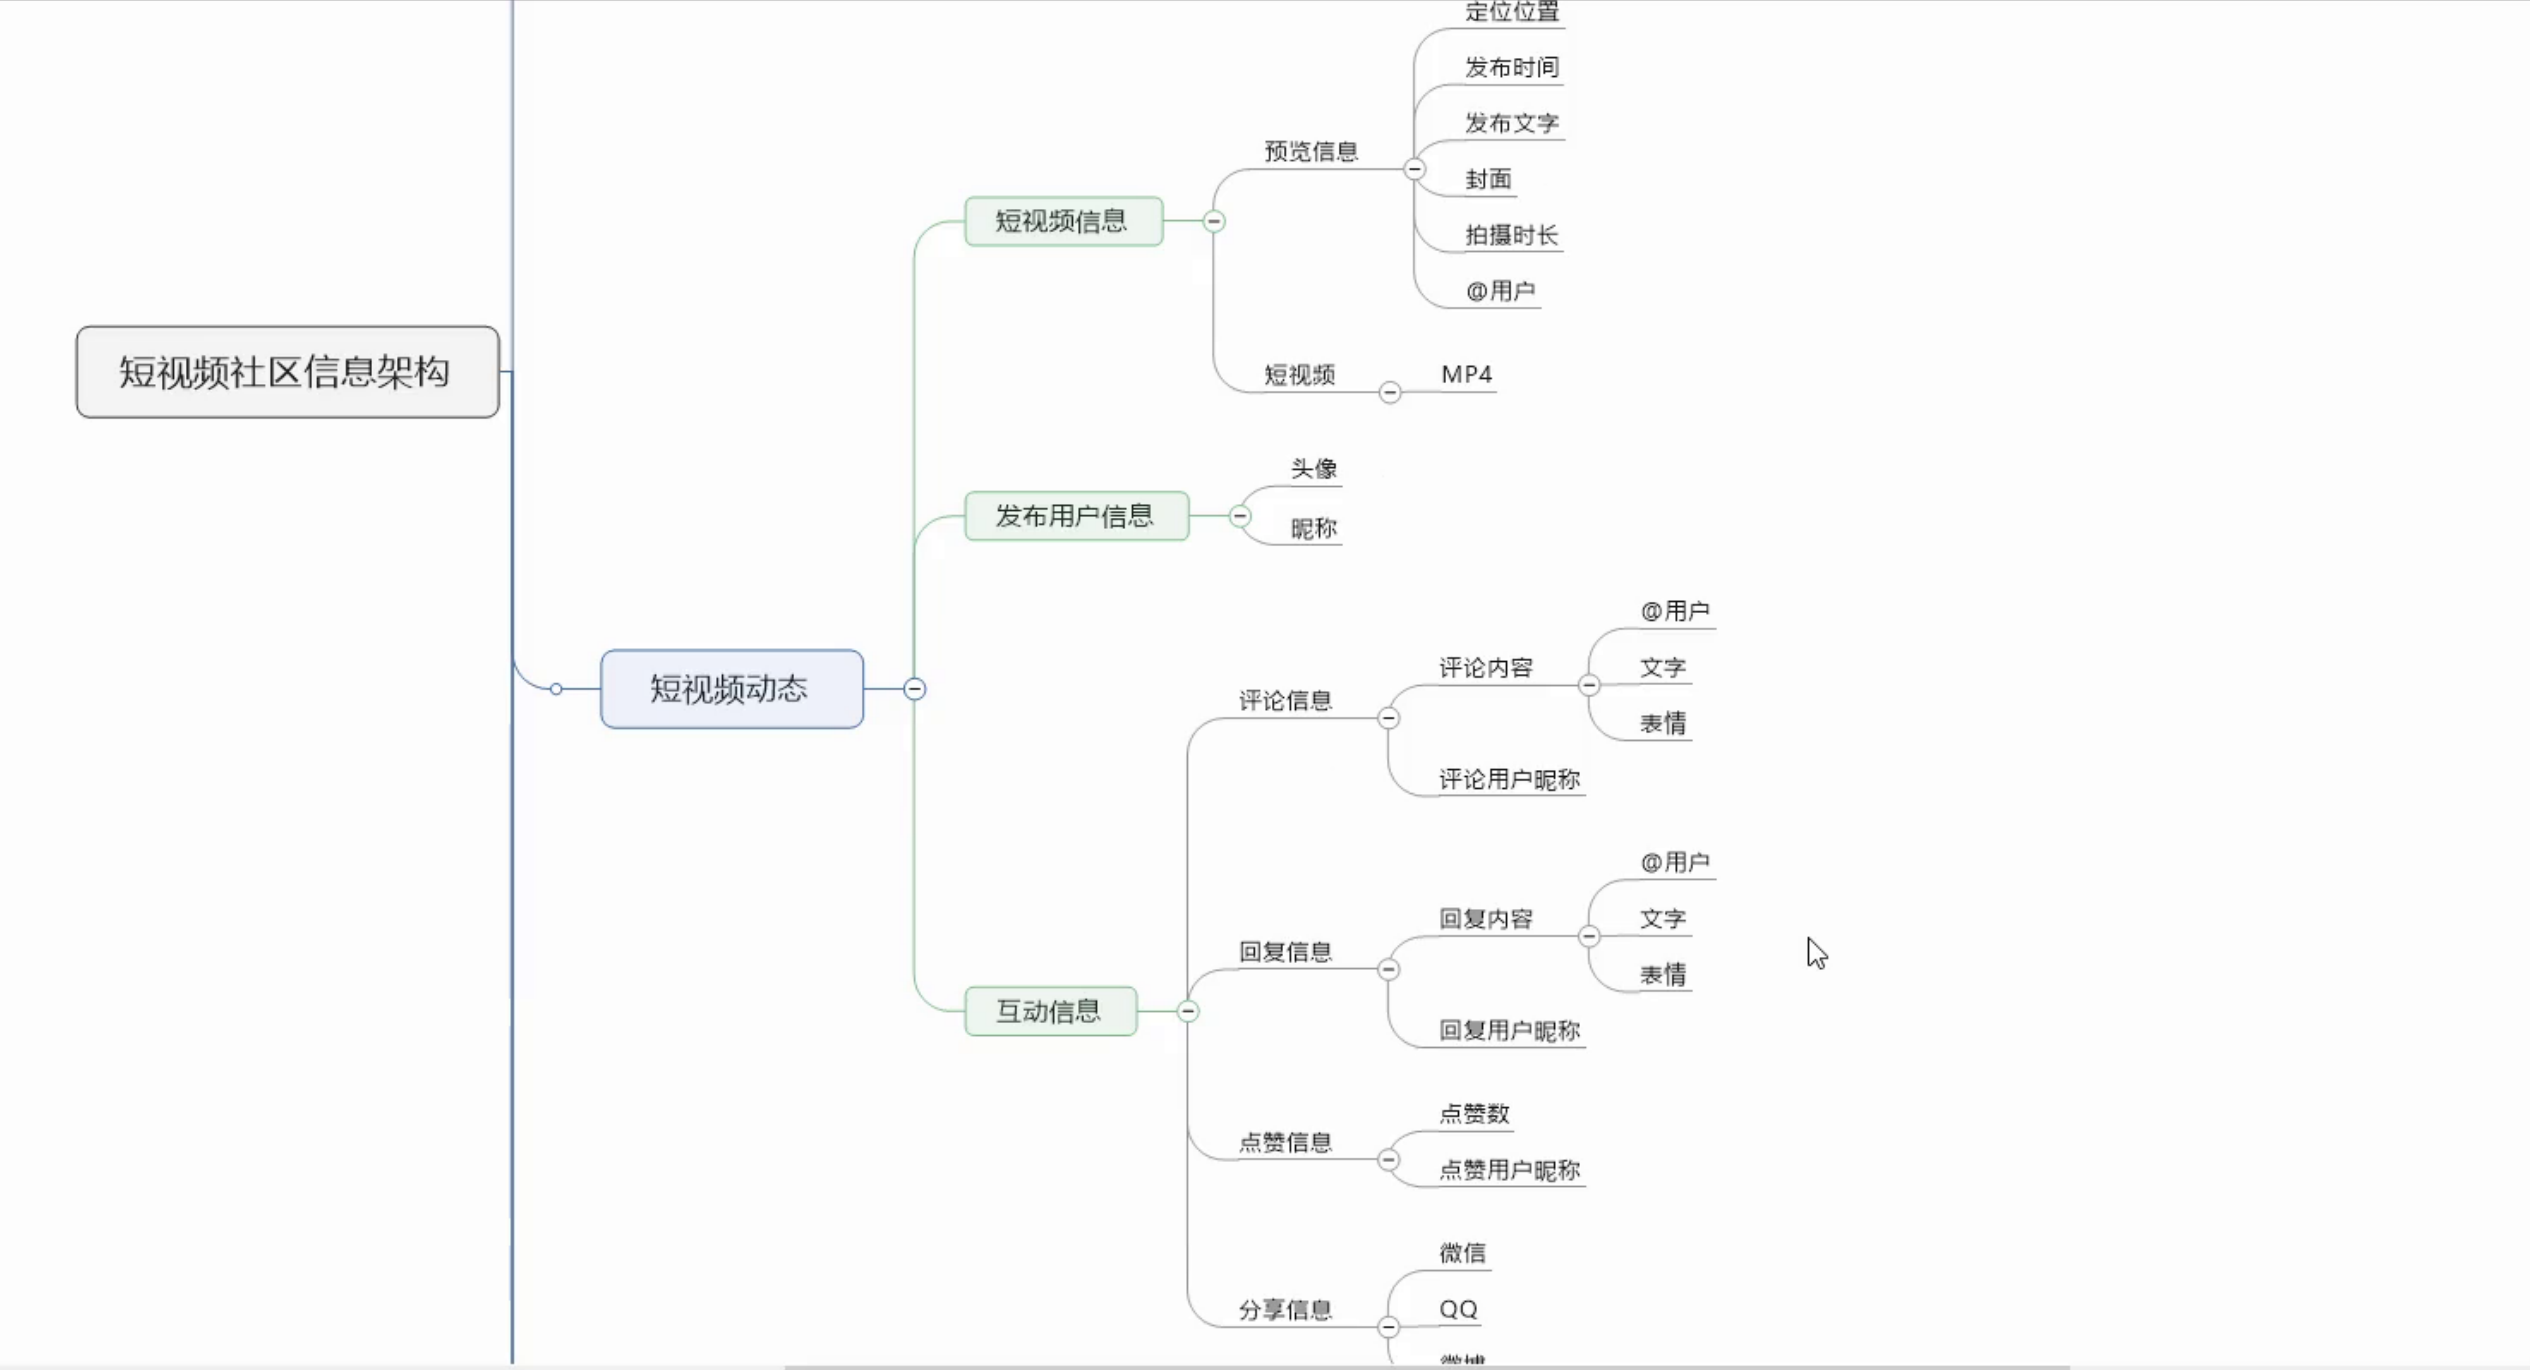 短视频社区信息架构
短视频动态
短视频信息
预览信息
定位位置
发布时间
发布文字
封面
拍摄时长
@用户
短视频
MP4
发布用户信息
头像
昵称
互动信息
评论信息
评论内容
@用户
文字
表情
评论用户昵称
回复信息
回复内容
@用户
文字
表情
回复用户昵称
点赞信息
点赞数
点赞用户昵称
分享信息
微信
QQ